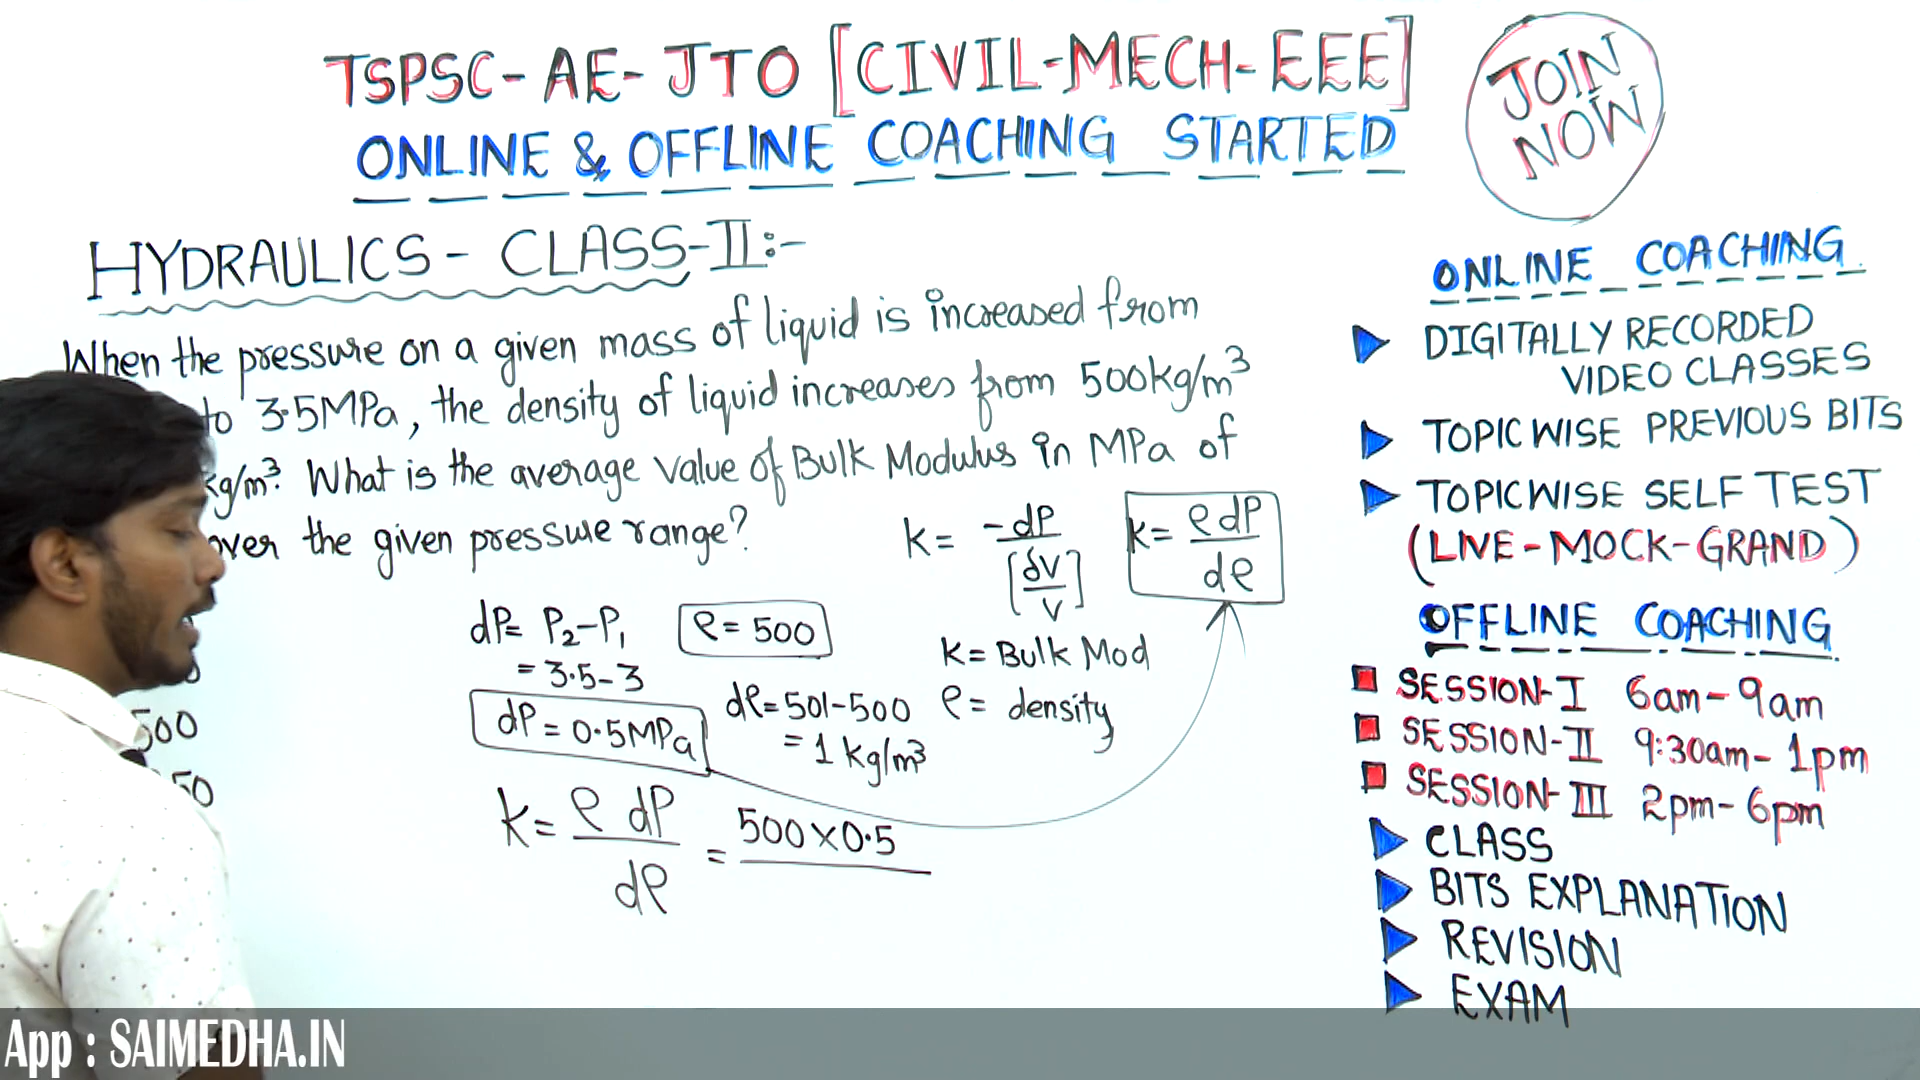 TSPSC-AE-JTO [CIVIL-MECH-EEE]
ONLINE & OFFLINE COACHING STARTED
JOIN
NOW
HYDRAULICS - CLASS-II:-
When the pressure on a given mass of liquid is increased from
to 3.5MPa, the density of liquid increases from 500kg/m³
kg/m³. What is the average value of Bulk Modulus in MPa of
over the given pressure range?
k = -dP / [dV/V]
k = ρdP / dρ
dP = P₂-P₁
= 3.5-3
dP = 0.5MPa
ρ = 500
dρ = 501-500
= 1 kg/m³
k = Bulk Mod
ρ = density
500
50
k = ρ dP / dρ = 500×0.5
ONLINE COACHING
DIGITALLY RECORDED
VIDEO CLASSES
TOPICWISE PREVIOUS BITS
TOPICWISE SELF TEST
(LIVE-MOCK-GRAND)
OFFLINE COACHING
SESSION-I 6am-9am
SESSION-II 9:30am-1pm
SESSION-III 2pm-6pm
CLASS
BITS EXPLANATION
REVISION
EXAM
App : SAIMEDHA.IN